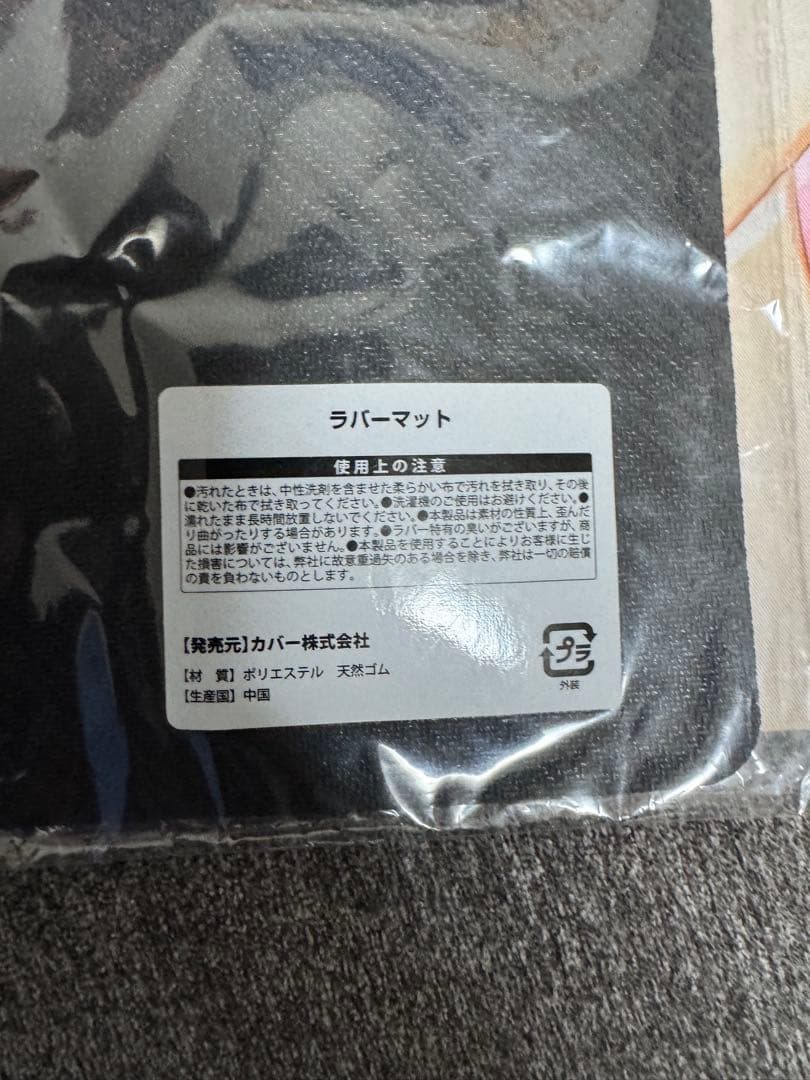 ラバーマット
使用上の注意
●汚れたときは、中性洗剤を含ませた柔らかい布で汚れを拭き取り、その後
に乾いた布で拭き取ってください。●洗濯機のご使用はお避けください。●
濡れたまま長時間放置しないでください。●本製品は素材の性質上、歪んだ
り曲がったりする場合があります。●ラバー特有の臭いがございますが、商
品には影響がございません。●本製品を使用することによりお客様に生じ
た損害については、弊社に故意重過失のある場合を除き、弊社は一切の賠償
の責を負わないものとします。
【発売元】カバー株式会社
【材　質】ポリエステル　天然ゴム
【生産国】中国
プラ
外装